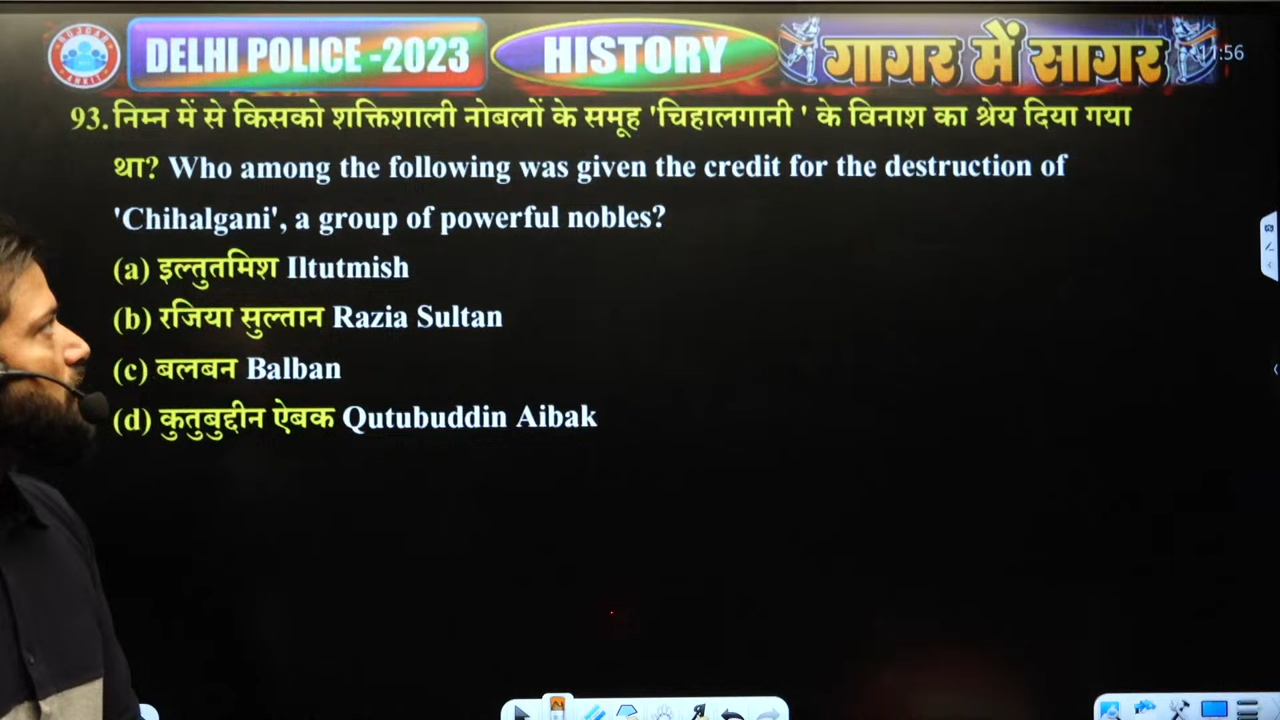 GURJAR
ANKIT
DELHI POLICE -2023
HISTORY
गागर में सागर
:56
93. निम्न में से किसको शक्तिशाली नोबलों के समूह 'चिहालगानी ' के विनाश का श्रेय दिया गया
था? Who among the following was given the credit for the destruction of
'Chihalgani', a group of powerful nobles?
(a) इल्तुतमिश Iltutmish
(b) रजिया सुल्तान Razia Sultan
(c) बलबन Balban
(d) कुतुबुद्दीन ऐबक Qutubuddin Aibak